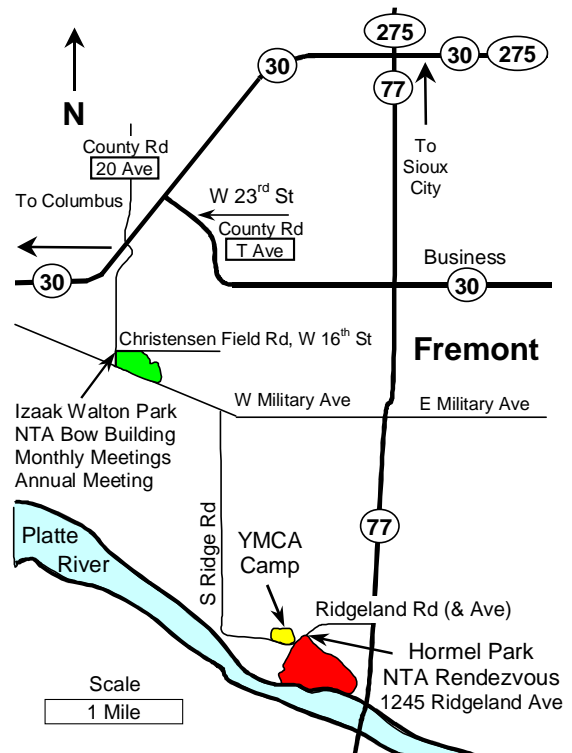 275
30
30
275
77
N
To
Sioux
City
County Rd
20 Ave
To Columbus
W 23rd St
County Rd
T Ave
30
Business
30
Christensen Field Rd, W 16th St
Fremont
W Military Ave
E Military Ave
Izaak Walton Park
NTA Bow Building
Monthly Meetings
Annual Meeting
S Ridge Rd
77
Platte
River
YMCA
Camp
Ridgeland Rd (& Ave)
Hormel Park
NTA Rendezvous
1245 Ridgeland Ave
Scale
1 Mile